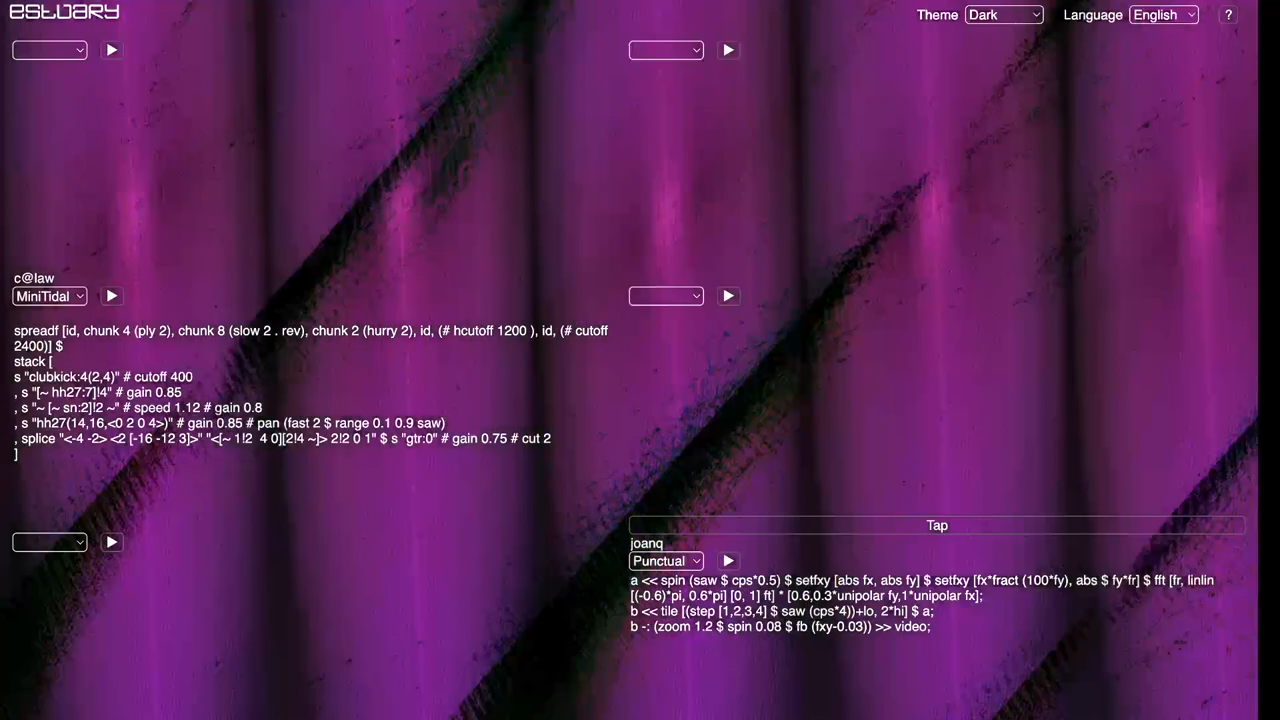 estuary
Theme Dark Language English ?
c@law
MiniTidal
spreadf [id, chunk 4 (ply 2), chunk 8 (slow 2 . rev), chunk 2 (hurry 2), id, (# hcutoff 1200 ), id, (# cutoff
2400)] $
stack [
s "clubkick:4(2,4)" # cutoff 400
, s "[~ hh27:7]!4" # gain 0.85
, s "~ [~ sn:2]!2 ~" # speed 1.12 # gain 0.8
, s "hh27(14,16,<0 2 0 4>)" # gain 0.85 # pan (fast 2 $ range 0.1 0.9 saw)
, splice "<-4 -2> <2 [-16 -12 3]>" "<[~ 1!2  4 0][2!4 ~]> 2!2 0 1" $ s "gtr:0" # gain 0.75 # cut 2
]
Tap
joanq
Punctual
a << spin (saw $ cps*0.5) $ setfxy [abs fx, abs fy] $ setfxy [fx*fract (100*fy), abs $ fy*fr] $ fft [fr, linlin
[(-0.6)*pi, 0.6*pi] [0, 1] ft] * [0.6,0.3*unipolar fy,1*unipolar fx];
b << tile [(step [1,2,3,4] $ saw (cps*4))+lo, 2*hi] $ a;
b -: (zoom 1.2 $ spin 0.08 $ fb (fxy-0.03)) >> video;